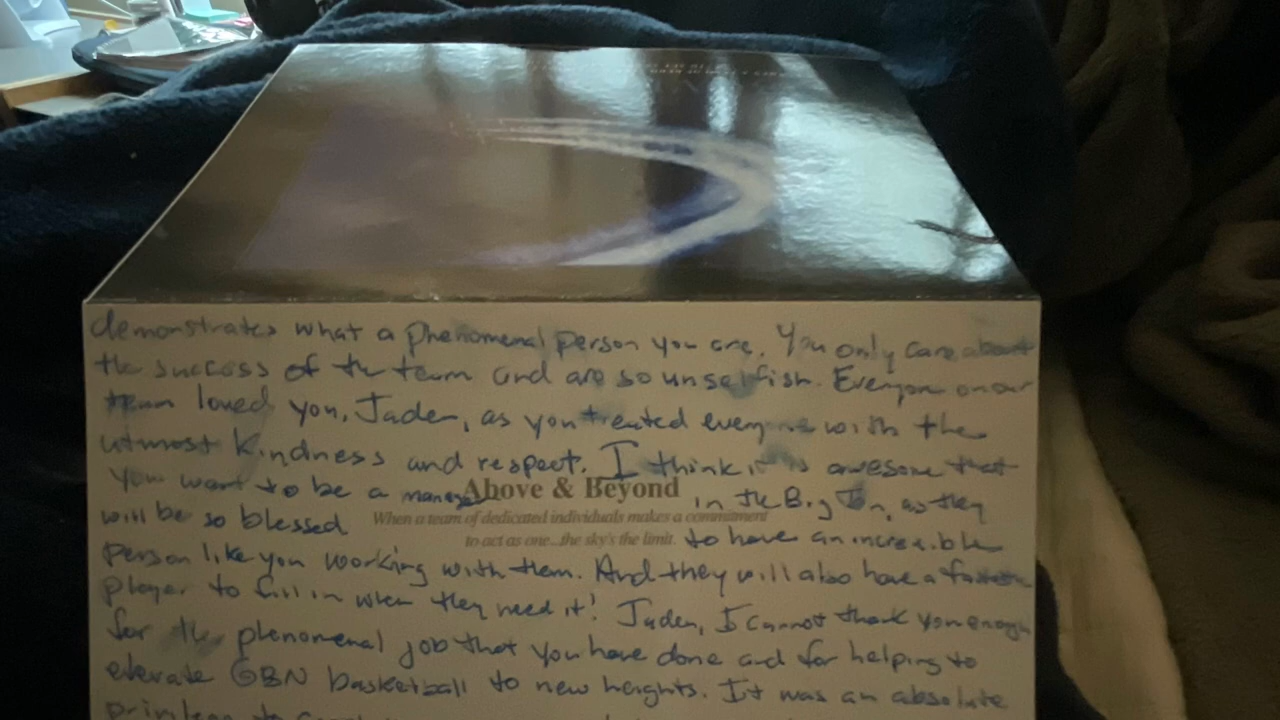 demonstrates what a phenomenal person you are. You only care about
the success of the team and are so unselfish. Everyone on our
team loved you, Jaden, as you treated everyone with the
utmost kindness and respect. I think it is awesome that
you want to be a manager in the Big Ten, as they
Above & Beyond
will be so blessed
When a team of dedicated individuals makes a commitment
to act as one...the sky's the limit.
to have an incredible
person like you working with them. And they will also have a
player to fill in when they need it! Jaden, I cannot thank you enough
for the phenomenal job that you have done and for helping to
elevate GBN basketball to new heights. It was an absolute
privilege to